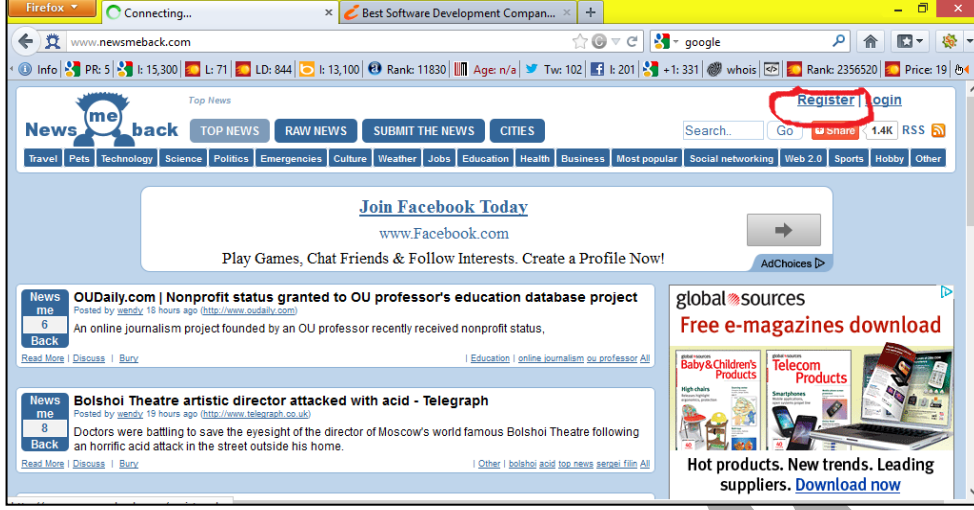 Firefox
Connecting...
Best Software Development Compan...
www.newsmeback.com
google
Info PR: 5 I: 15,300 L: 71 LD: 844 I: 13,100 Rank: 11830 Age: n/a Tw: 102 I: 201 +1: 331 whois Rank: 2356520 Price: 19
Top News
Register | Login
News me back
TOP NEWS RAW NEWS SUBMIT THE NEWS CITIES
Search.. Go Share 1.4K RSS
Travel Pets Technology Science Politics Emergencies Culture Weather Jobs Education Health Business Most popular Social networking Web 2.0 Sports Hobby Other
Join Facebook Today
www.Facebook.com
Play Games, Chat Friends & Follow Interests. Create a Profile Now!
AdChoices
News me 6 Back
OUDaily.com | Nonprofit status granted to OU professor's education database project
Posted by wendy 18 hours ago (http://www.oudaily.com)
An online journalism project founded by an OU professor recently received nonprofit status,
Read More | Discuss | Bury
| Education | online journalism ou professor All
News me 8 Back
Bolshoi Theatre artistic director attacked with acid - Telegraph
Posted by wendy 19 hours ago (http://www.telegraph.co.uk)
Doctors were battling to save the eyesight of the director of Moscow's world famous Bolshoi Theatre following
an horrific acid attack in the street outside his home.
Read More | Discuss | Bury
| Other | bolshoi acid top news sergei filin All
global sources
Free e-magazines download
global sources
Baby & Children's
Products
High chairs
global sources
Telecom
Products
Smartphones
Hot products. New trends. Leading
suppliers. Download now